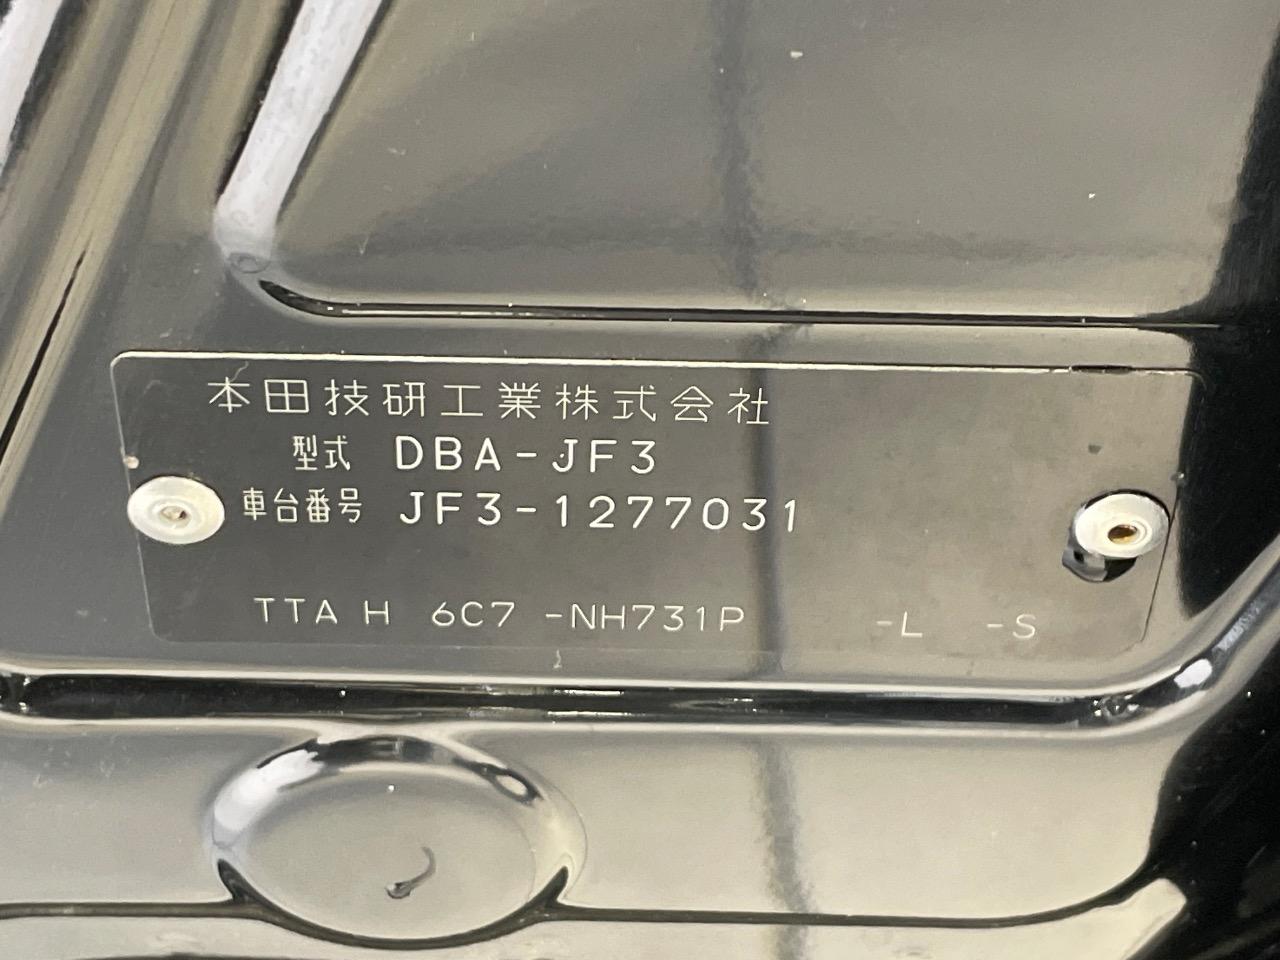 本田技研工業株式会社
型式 DBA-JF3
車台番号 JF3-1277031
TTA H 6C7 -NH731P -L -S